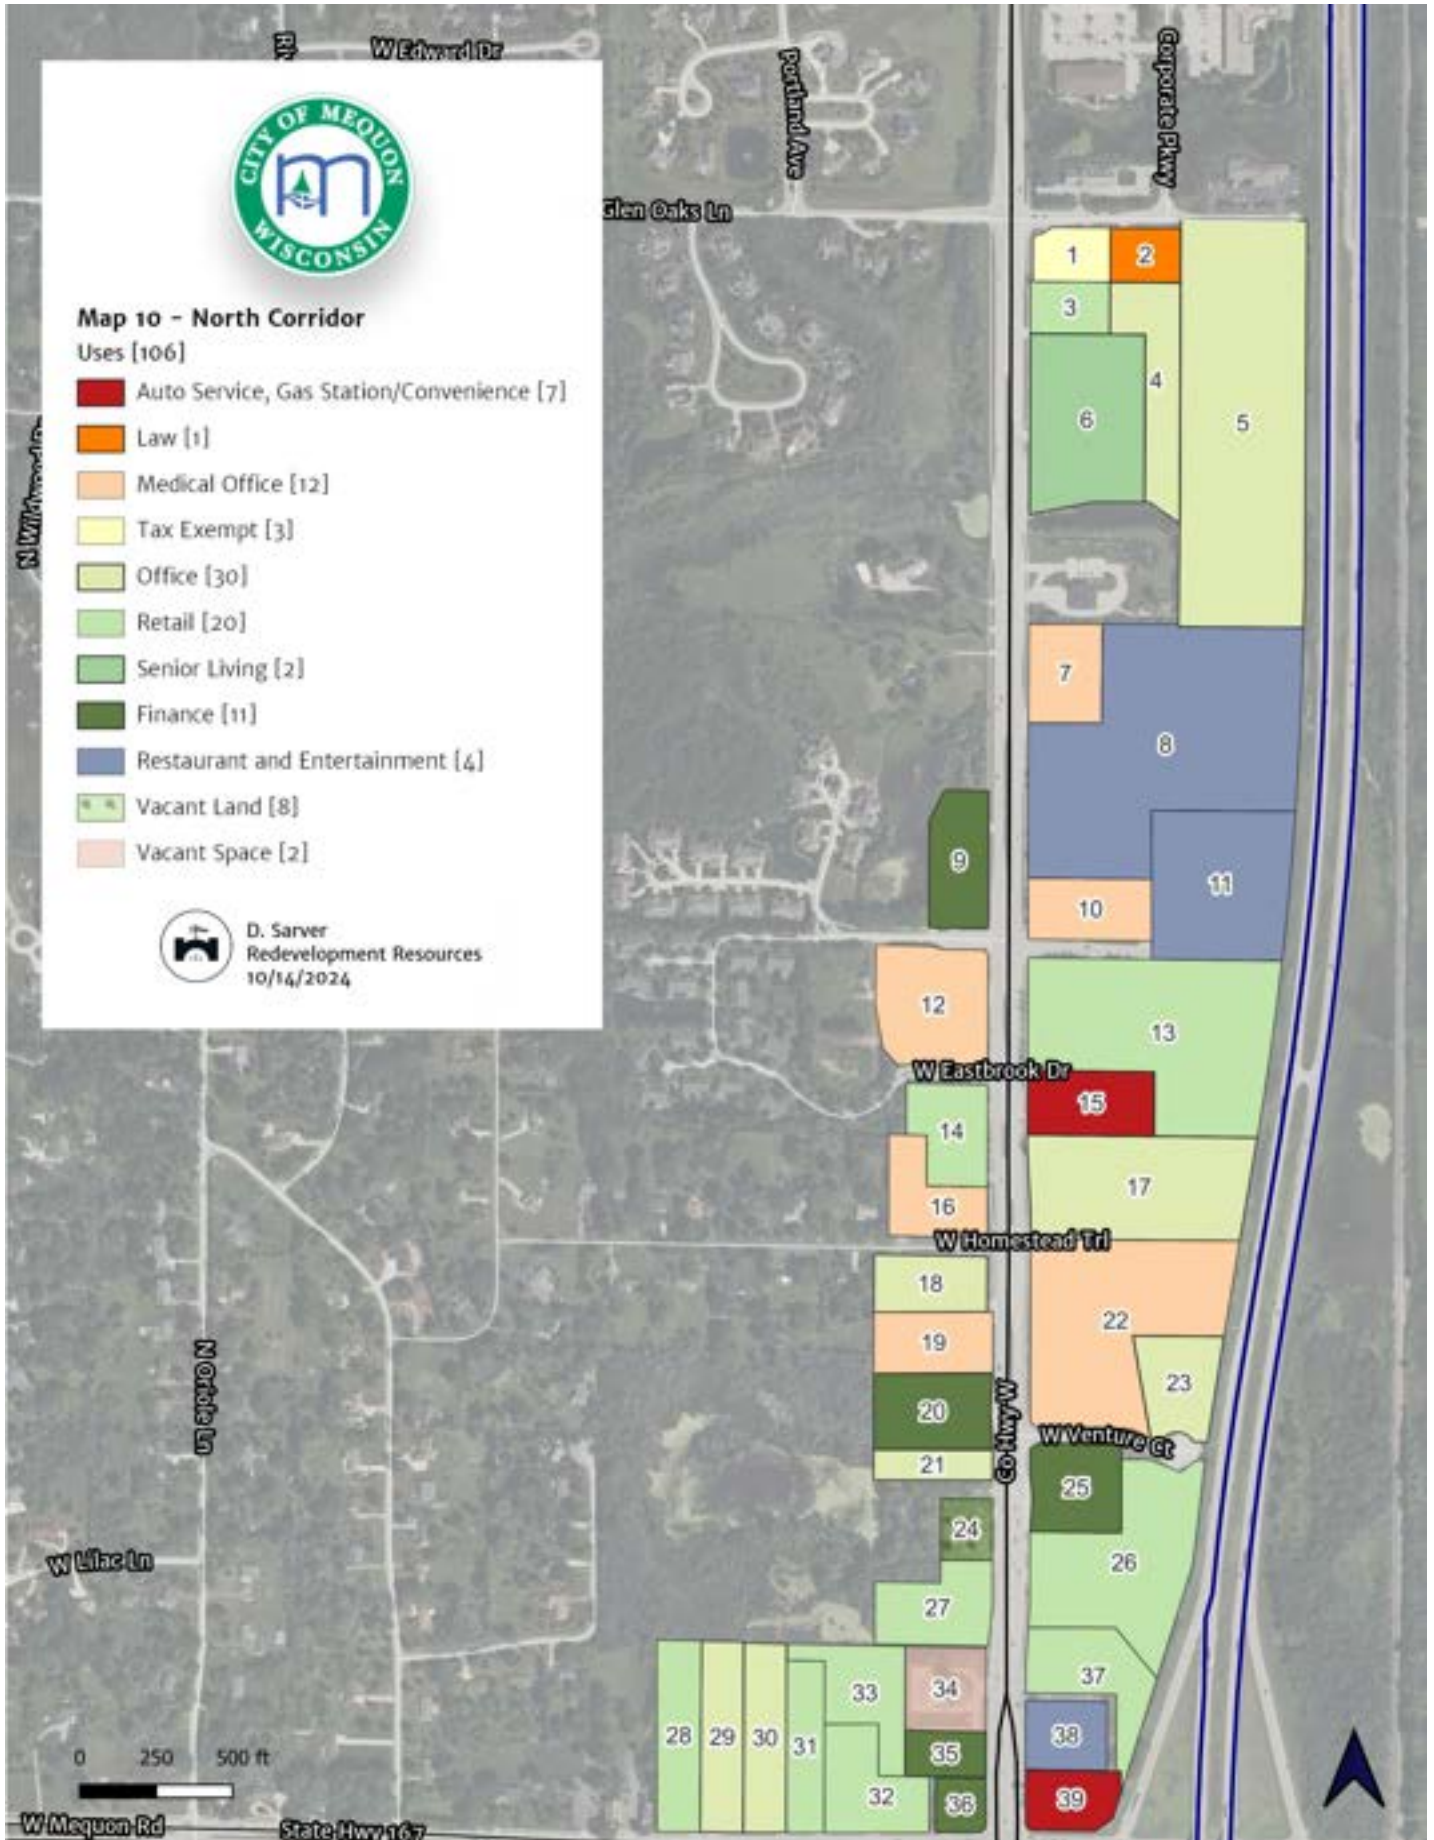 Rk
W Edward Dr
Portland Ave
Corporate Pkwy
Glen Oaks Ln
CITY OF MEQUON
WISCONSIN
Map 10 - North Corridor
Uses [106]
Auto Service, Gas Station/Convenience [7]
Law [1]
Medical Office [12]
Tax Exempt [3]
Office [30]
Retail [20]
Senior Living [2]
Finance [11]
Restaurant and Entertainment [4]
Vacant Land [8]
Vacant Space [2]
D. Sarver
Redevelopment Resources
10/14/2024
1
2
3
4
5
6
7
8
9
10
11
12
13
W Eastbrook Dr
14
15
16
17
W Homestead Trl
18
19
20
21
22
23
N Oriole Ln
Co Hwy W
W Venture Ct
24
25
26
27
W Lilac Ln
28
29
30
31
32
33
34
35
36
37
38
39
0 250 500 ft
W Mequon Rd
State Hwy 167